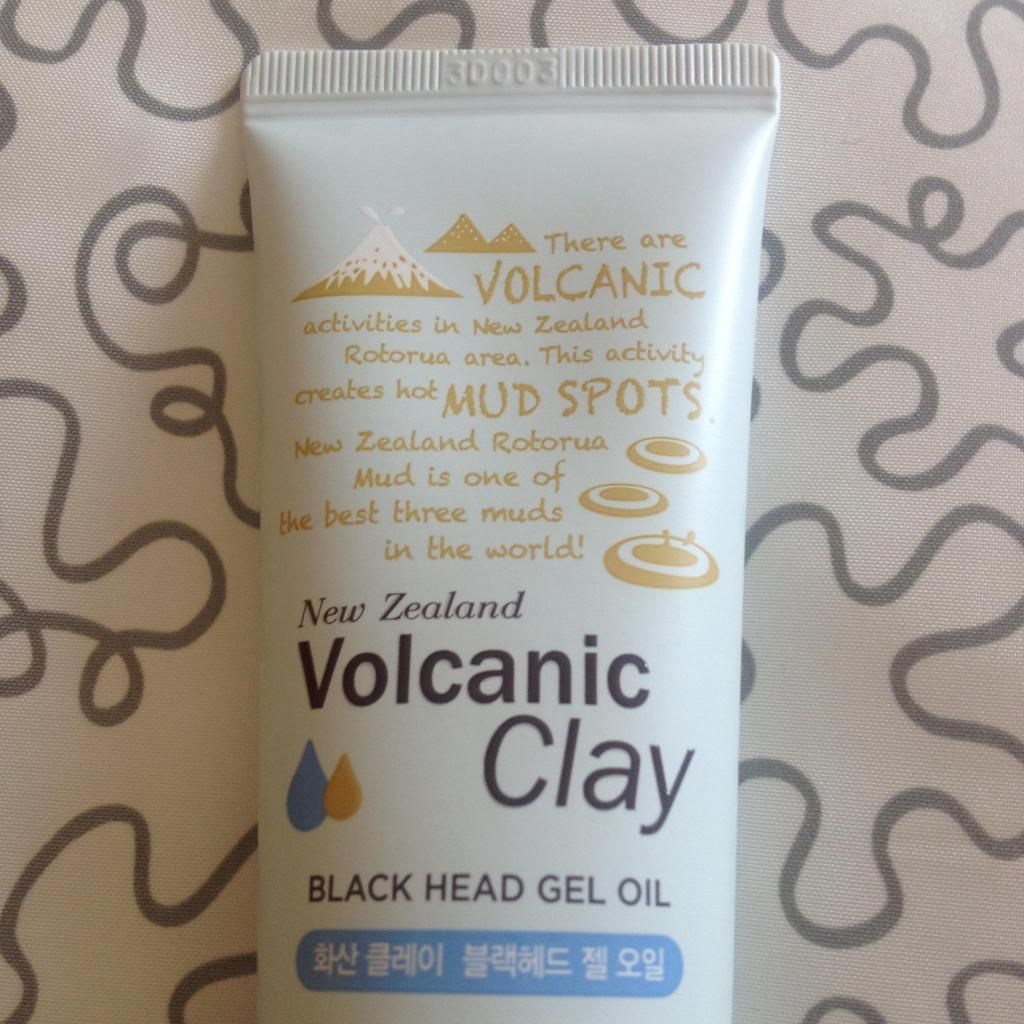 3D003
There are
VOLCANIC
activities in New Zealand
Rotorua area. This activity
creates hot MUD SPOTS.
New Zealand Rotorua
Mud is one of
the best three muds
in the world!
New Zealand
Volcanic
Clay
BLACK HEAD GEL OIL
화산 클레이 블랙헤드 젤 오일